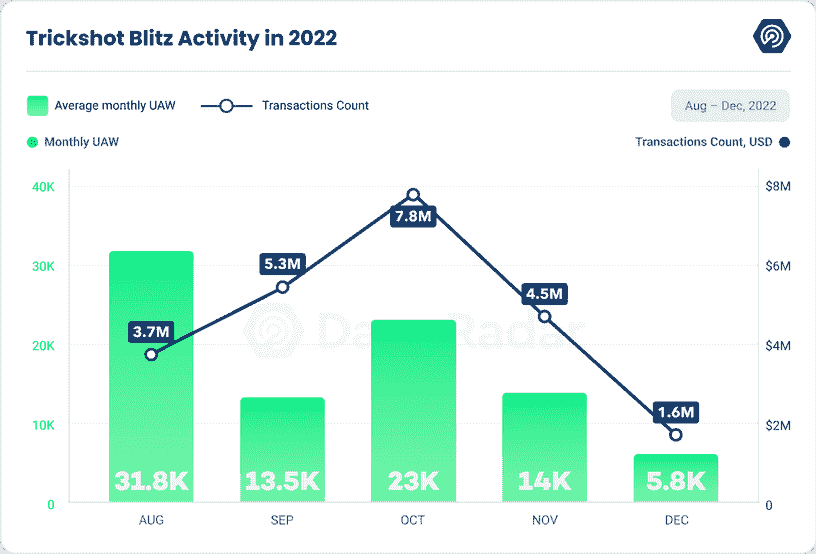 Trickshot Blitz Activity in 2022
Average monthly UAW
Transactions Count
Aug – Dec, 2022
Monthly UAW
Transactions Count, USD
40K
$8M
30K
$6M
20K
$4M
10K
$2M
0
0
3.7M
5.3M
7.8M
4.5M
1.6M
DappRadar
31.8K
13.5K
23K
14K
5.8K
AUG
SEP
OCT
NOV
DEC